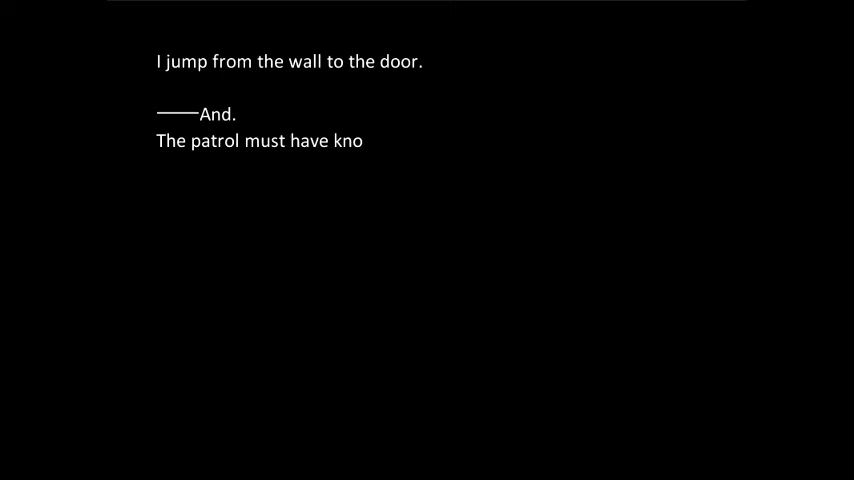 I jump from the wall to the door.
———And.
The patrol must have kno